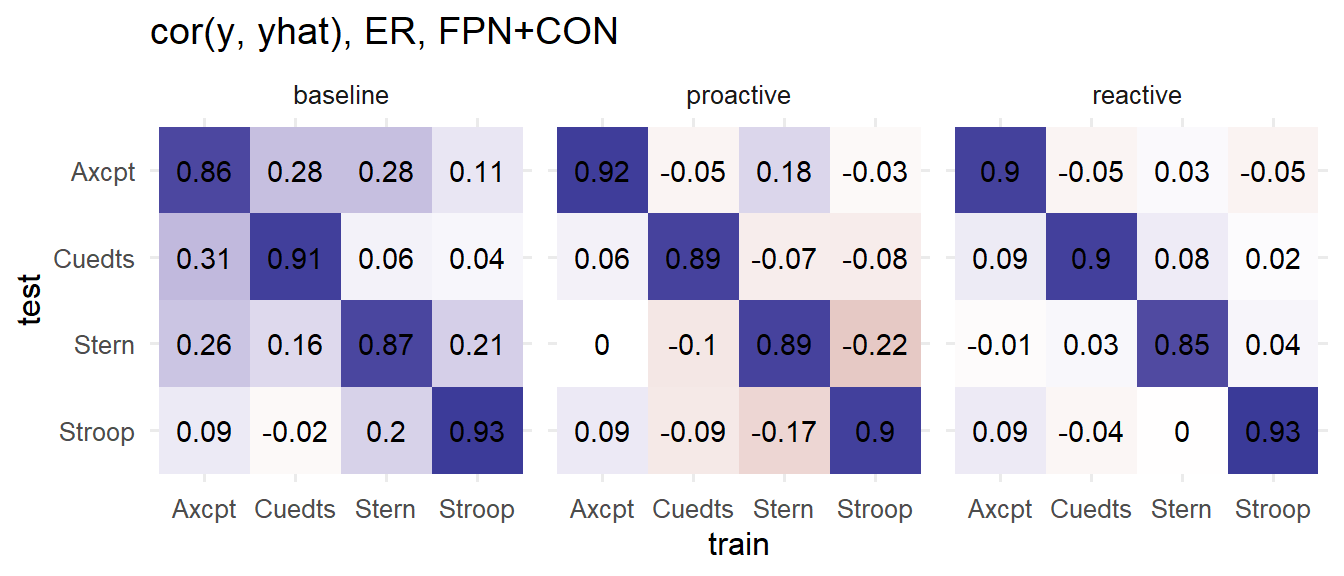 cor(y, yhat), ER, FPN+CON
baseline proactive reactive
Axcpt 0.86 0.28 0.28 0.11 0.92 -0.05 0.18 -0.03 0.9 -0.05 0.03 -0.05
Cuedts 0.31 0.91 0.06 0.04 0.06 0.89 -0.07 -0.08 0.09 0.9 0.08 0.02
test
Stern 0.26 0.16 0.87 0.21 0 -0.1 0.89 -0.22 -0.01 0.03 0.85 0.04
Stroop 0.09 -0.02 0.2 0.93 0.09 -0.09 -0.17 0.9 0.09 -0.04 0 0.93
Axcpt Cuedts Stern Stroop Axcpt Cuedts Stern Stroop Axcpt Cuedts Stern Stroop
train